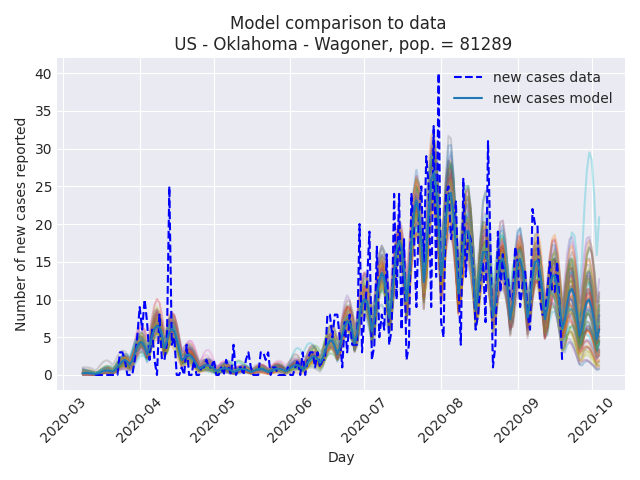 Model comparison to data
US - Oklahoma - Wagoner, pop. = 81289
new cases data
new cases model
Number of new cases reported
40
35
30
25
20
15
10
5
0
2020-03
2020-04
2020-05
2020-06
2020-07
2020-08
2020-09
2020-10
Day